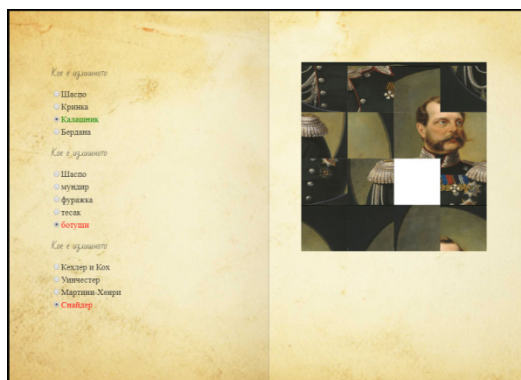 Кое е излишното
Шаспо
Кринка
Калашник
Бердана
Кое е излишното
Шаспо
мундир
фуражка
тесак
ботуши
Кое е излишното
Кехлер и Кох
Уинчестер
Мартини-Хенри
Снайдер